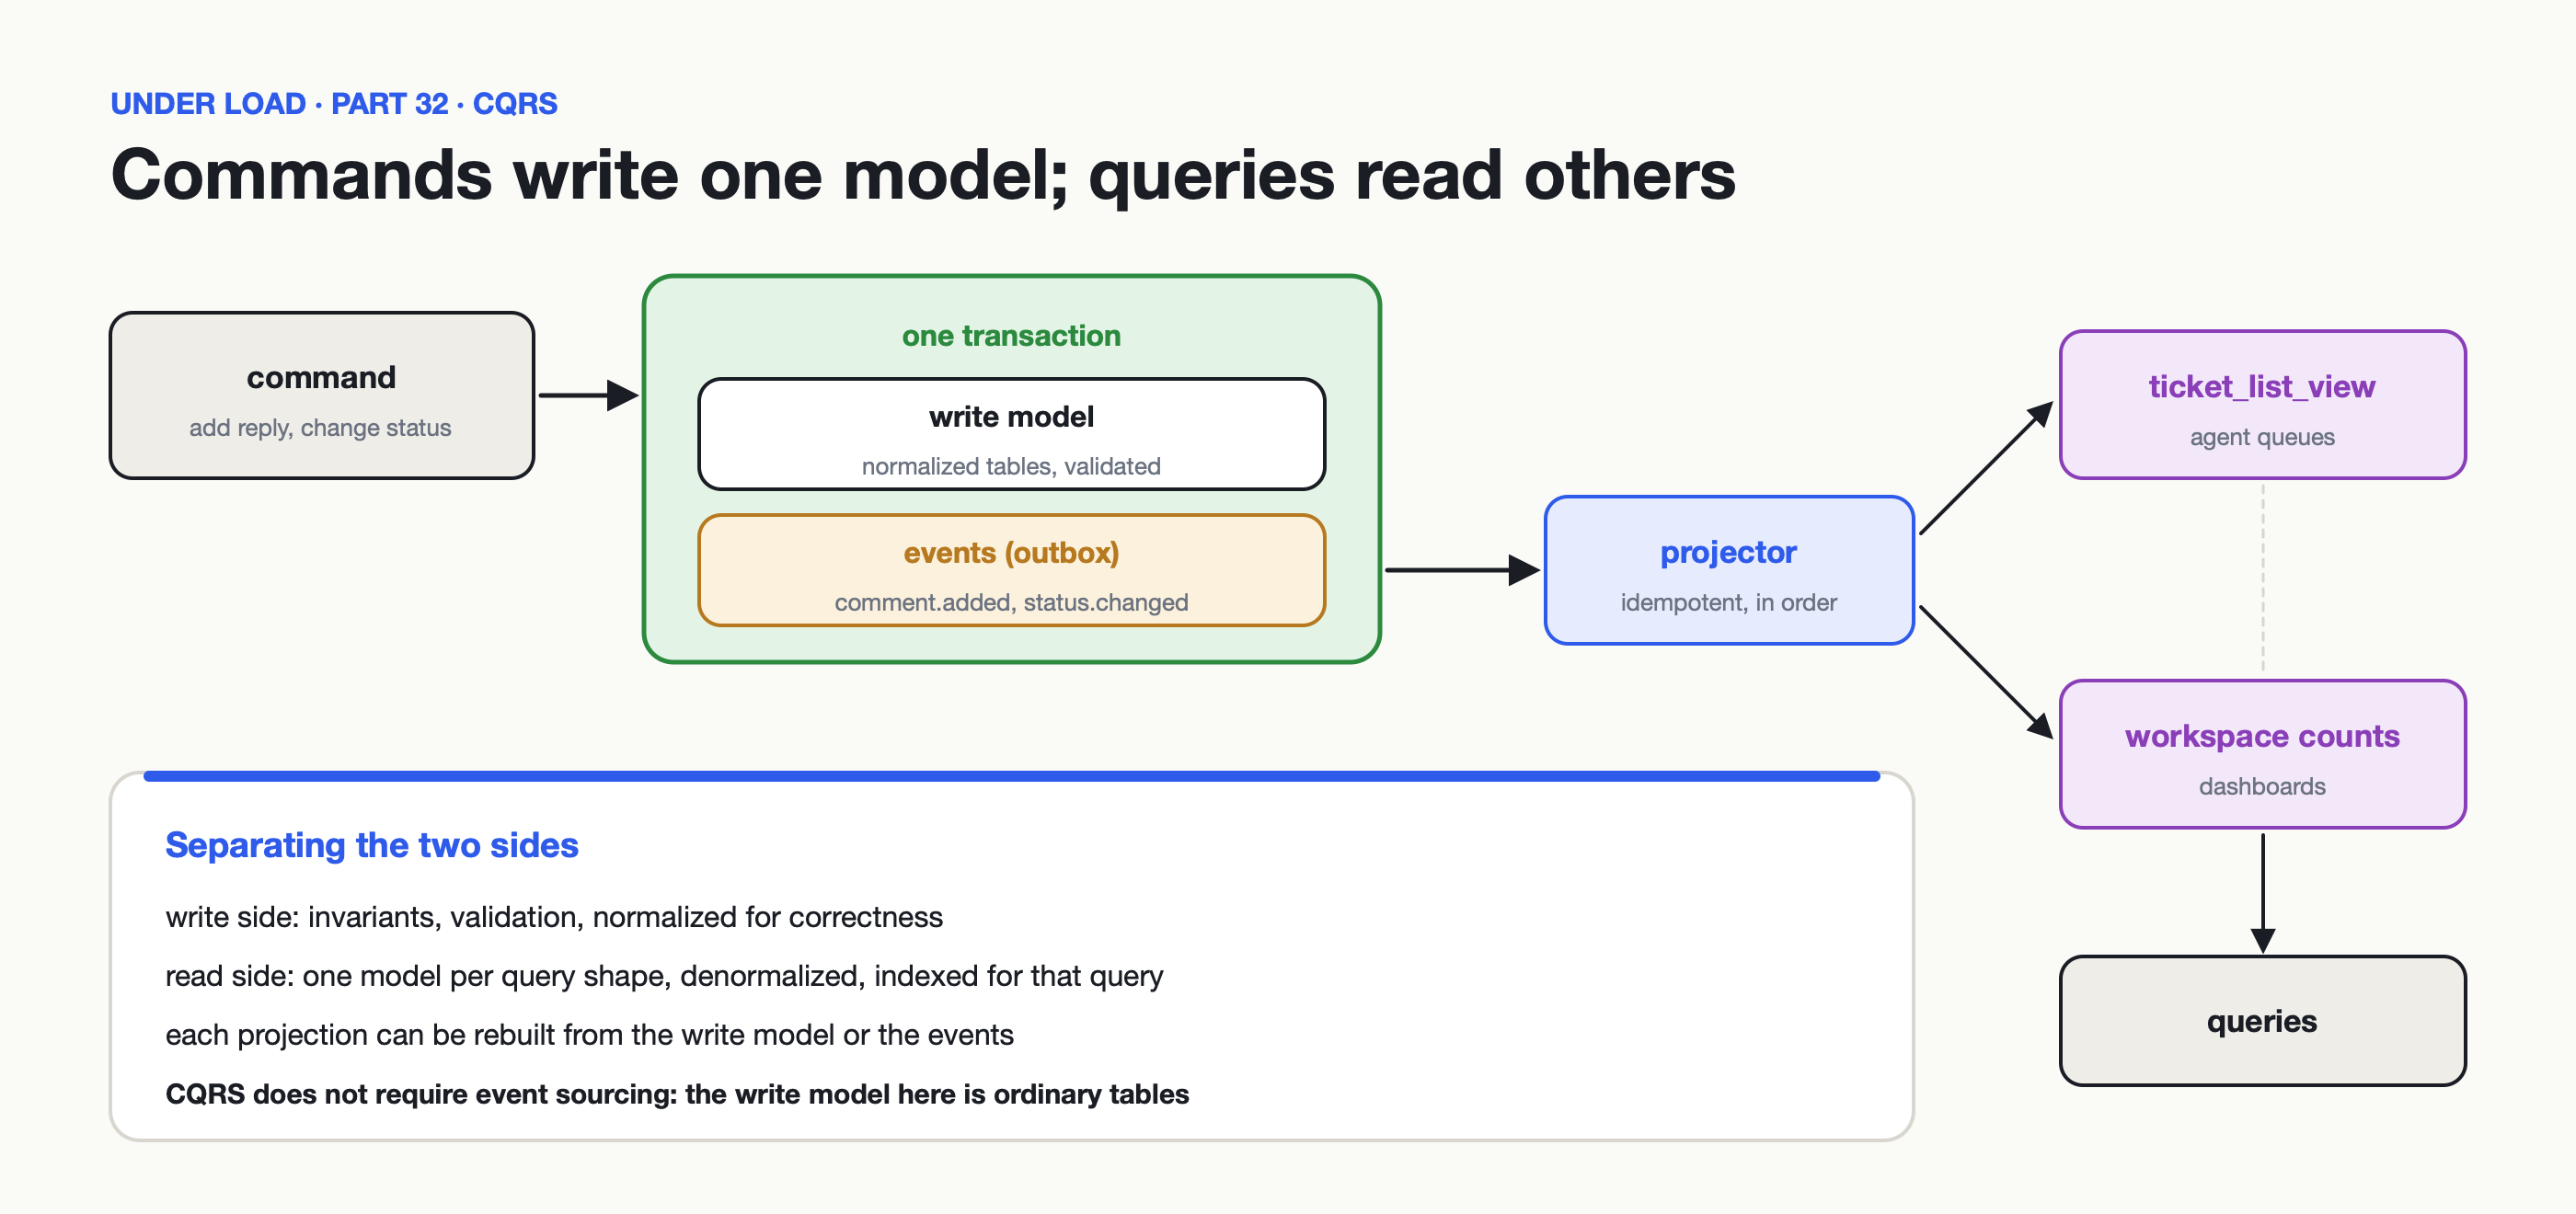 UNDER LOAD · PART 32 · CQRS
Commands write one model; queries read others
command
add reply, change status
one transaction
write model
normalized tables, validated
events (outbox)
comment.added, status.changed
projector
idempotent, in order
ticket_list_view
agent queues
workspace counts
dashboards
queries
Separating the two sides
write side: invariants, validation, normalized for correctness
read side: one model per query shape, denormalized, indexed for that query
each projection can be rebuilt from the write model or the events
CQRS does not require event sourcing: the write model here is ordinary tables